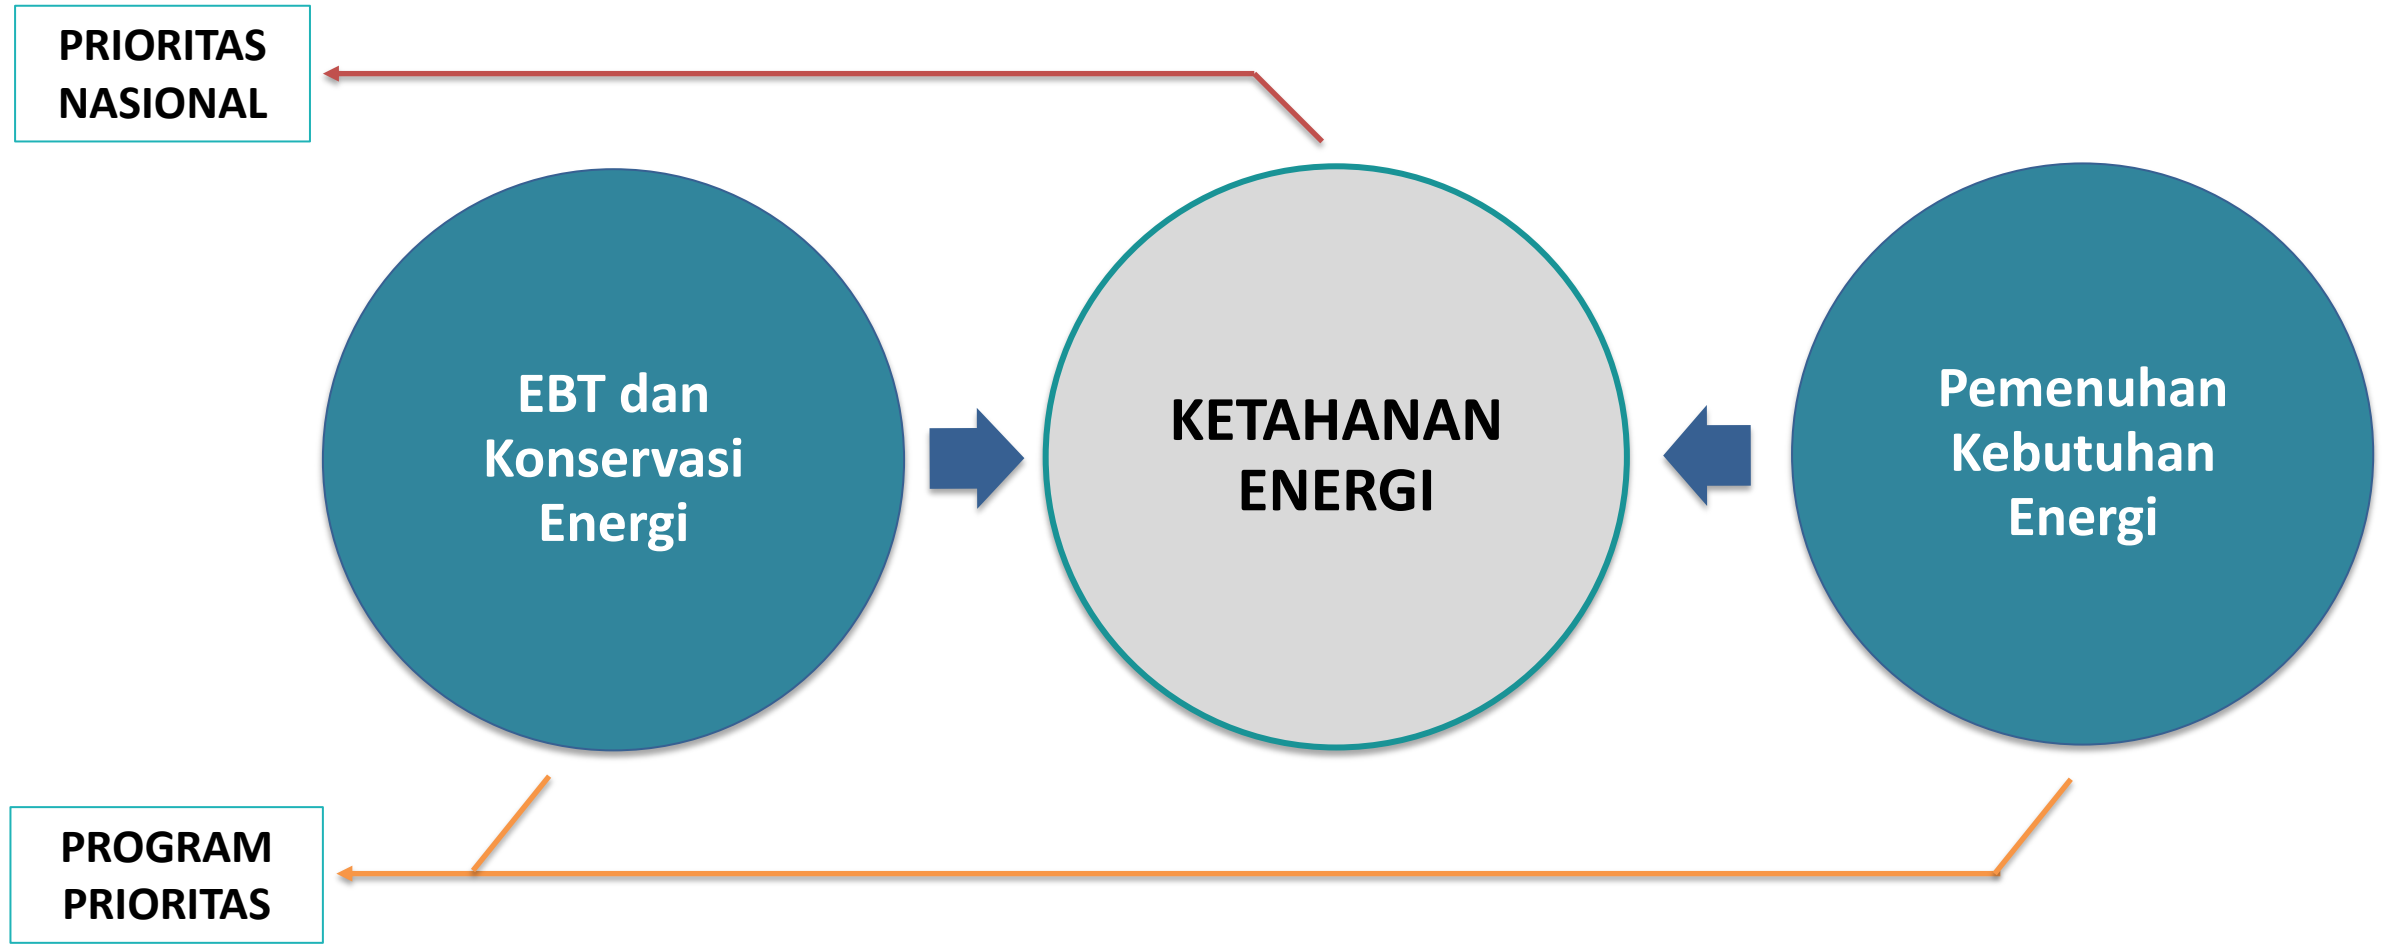 PRIORITAS
NASIONAL
EBT dan
Konservasi
Energi
KETAHANAN
ENERGI
Pemenuhan
Kebutuhan
Energi
PROGRAM
PRIORITAS